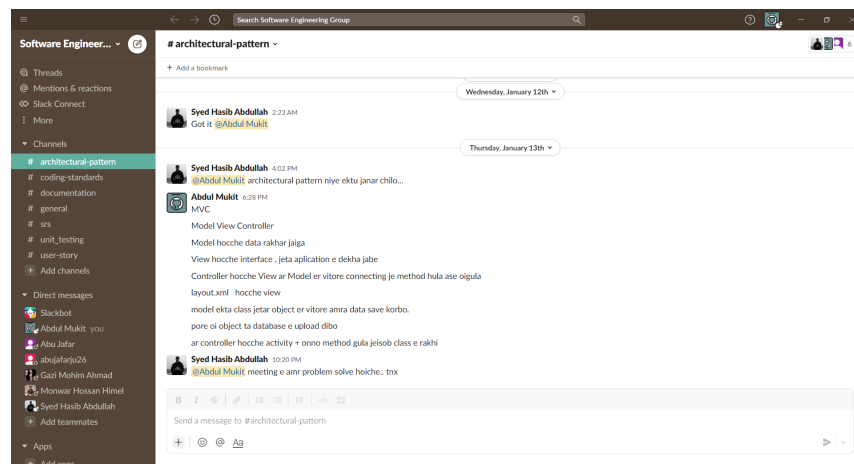 Search Software Engineering Group
Software Engineer...
Threads
Mentions & reactions
Slack Connect
More
Channels
# architectural-pattern
# coding-standards
# documentation
# general
# srs
# unit_testing
# user-story
+ Add channels
Direct messages
Slackbot
Abdul Mukit you
Abu Jafar
abujafarju26
Gazi Mohim Ahmad
Monwar Hossan Himel
Syed Hasib Abdullah
+ Add teammates
Apps
+ Add apps
# architectural-pattern
6
+ Add a bookmark
Wednesday, January 12th
Syed Hasib Abdullah 2:23 AM
Got it @Abdul Mukit
Thursday, January 13th
Syed Hasib Abdullah 4:02 PM
@Abdul Mukit architectural pattern niye ektu janar chilo...
Abdul Mukit 6:28 PM
MVC
Model View Controller
Model hocche data rakhar jaiga
View hocche interface , jeta aplication e dekha jabe
Controller hocche View ar Model er vitore connecting je method hula ase oigula
layout.xml hocche view
model ekta class jetar object er vitore amra data save korbo.
pore oi object ta database e upload dibo
ar controller hocche activity + onno method gula jeisob class e rakhi
Syed Hasib Abdullah 10:20 PM
@Abdul Mukit meeting e amr problem solve hoiche.. tnx
Send a message to #architectural-pattern
Aa